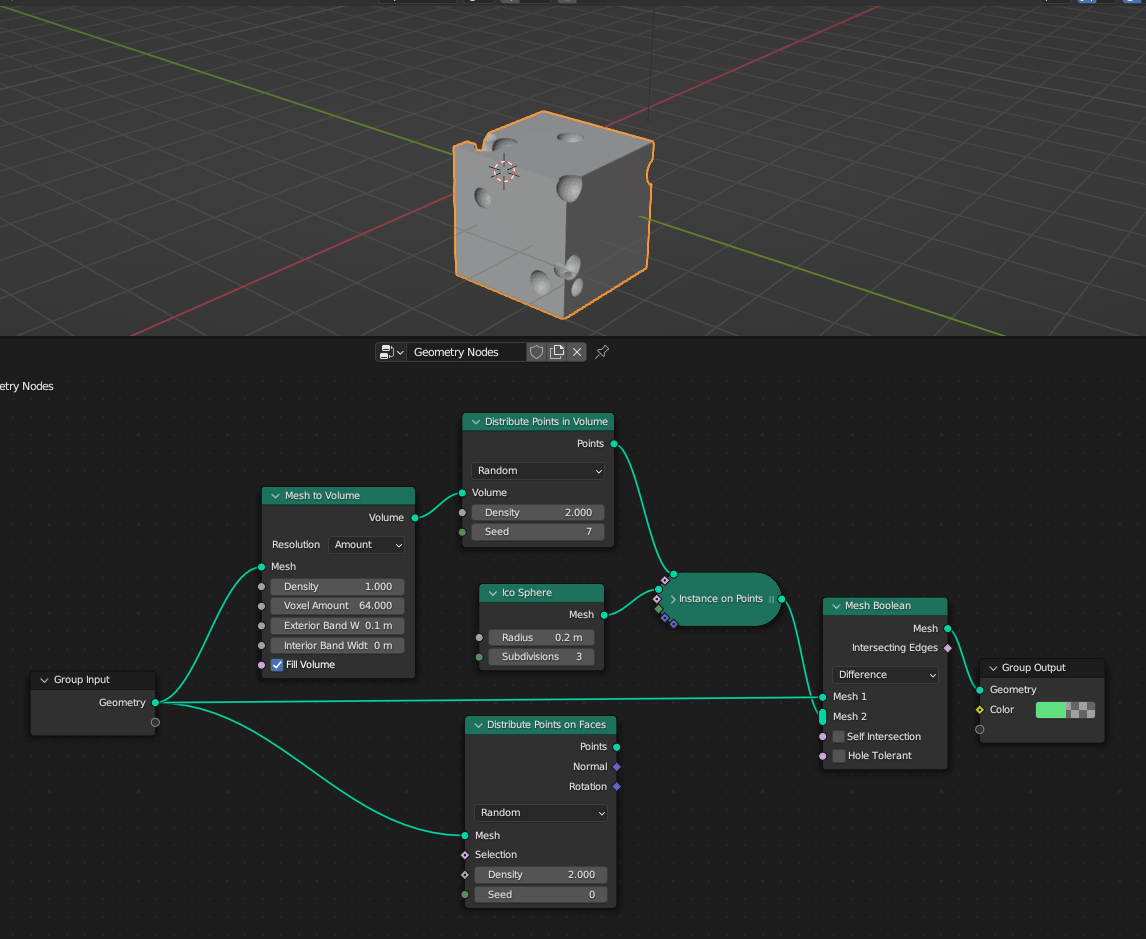 Geometry Nodes
etry Nodes
Distribute Points in Volume
Points
Random
Volume
Density 2.000
Seed 7
Mesh to Volume
Volume
Resolution Amount
Mesh
Density 1.000
Voxel Amount 64.000
Exterior Band W 0.1 m
Interior Band Widt 0 m
Fill Volume
Ico Sphere
Mesh
Radius 0.2 m
Subdivisions 3
Instance on Points
Mesh Boolean
Mesh
Intersecting Edges
Difference
Mesh 1
Mesh 2
Self Intersection
Hole Tolerant
Group Output
Geometry
Color
Group Input
Geometry
Distribute Points on Faces
Points
Normal
Rotation
Random
Mesh
Selection
Density 2.000
Seed 0